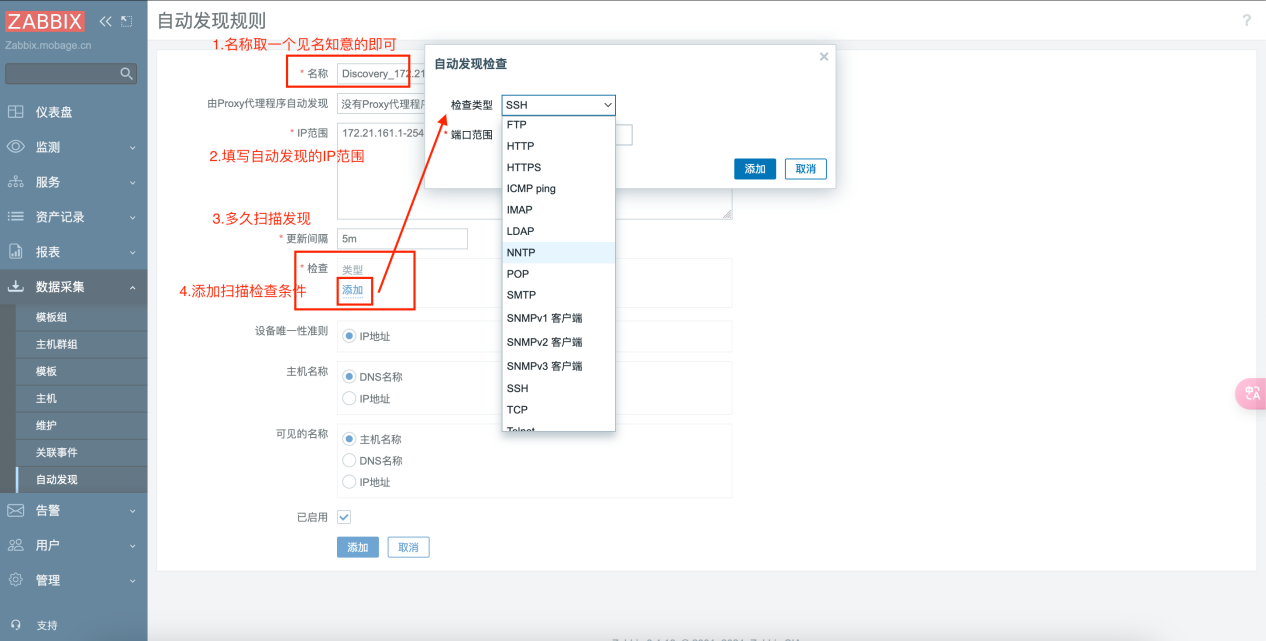 ZABBIX
Zabbix.mobage.cn
仪表盘
监测
服务
资产记录
报表
数据采集
模板组
主机群组
模板
主机
维护
关联事件
自动发现
告警
用户
管理
支持
自动发现规则
?
1.名称取一个见名知意的即可
* 名称 Discovery_172.21
由Proxy代理程序自动发现 没有Proxy代理程
* IP范围 172.21.161.1-254
2.填写自动发现的IP范围
3.多久扫描发现
* 更新间隔 5m
* 检查 类型
添加
4.添加扫描检查条件
设备唯一性准则 IP地址
主机名称 DNS名称
IP地址
可见的名称 主机名称
DNS名称
IP地址
已启用
添加 取消
自动发现检查
检查类型 SSH
* 端口范围
添加 取消
FTP
HTTP
HTTPS
ICMP ping
IMAP
LDAP
NNTP
POP
SMTP
SNMPv1 客户端
SNMPv2 客户端
SNMPv3 客户端
SSH
TCP
Telnet
中A